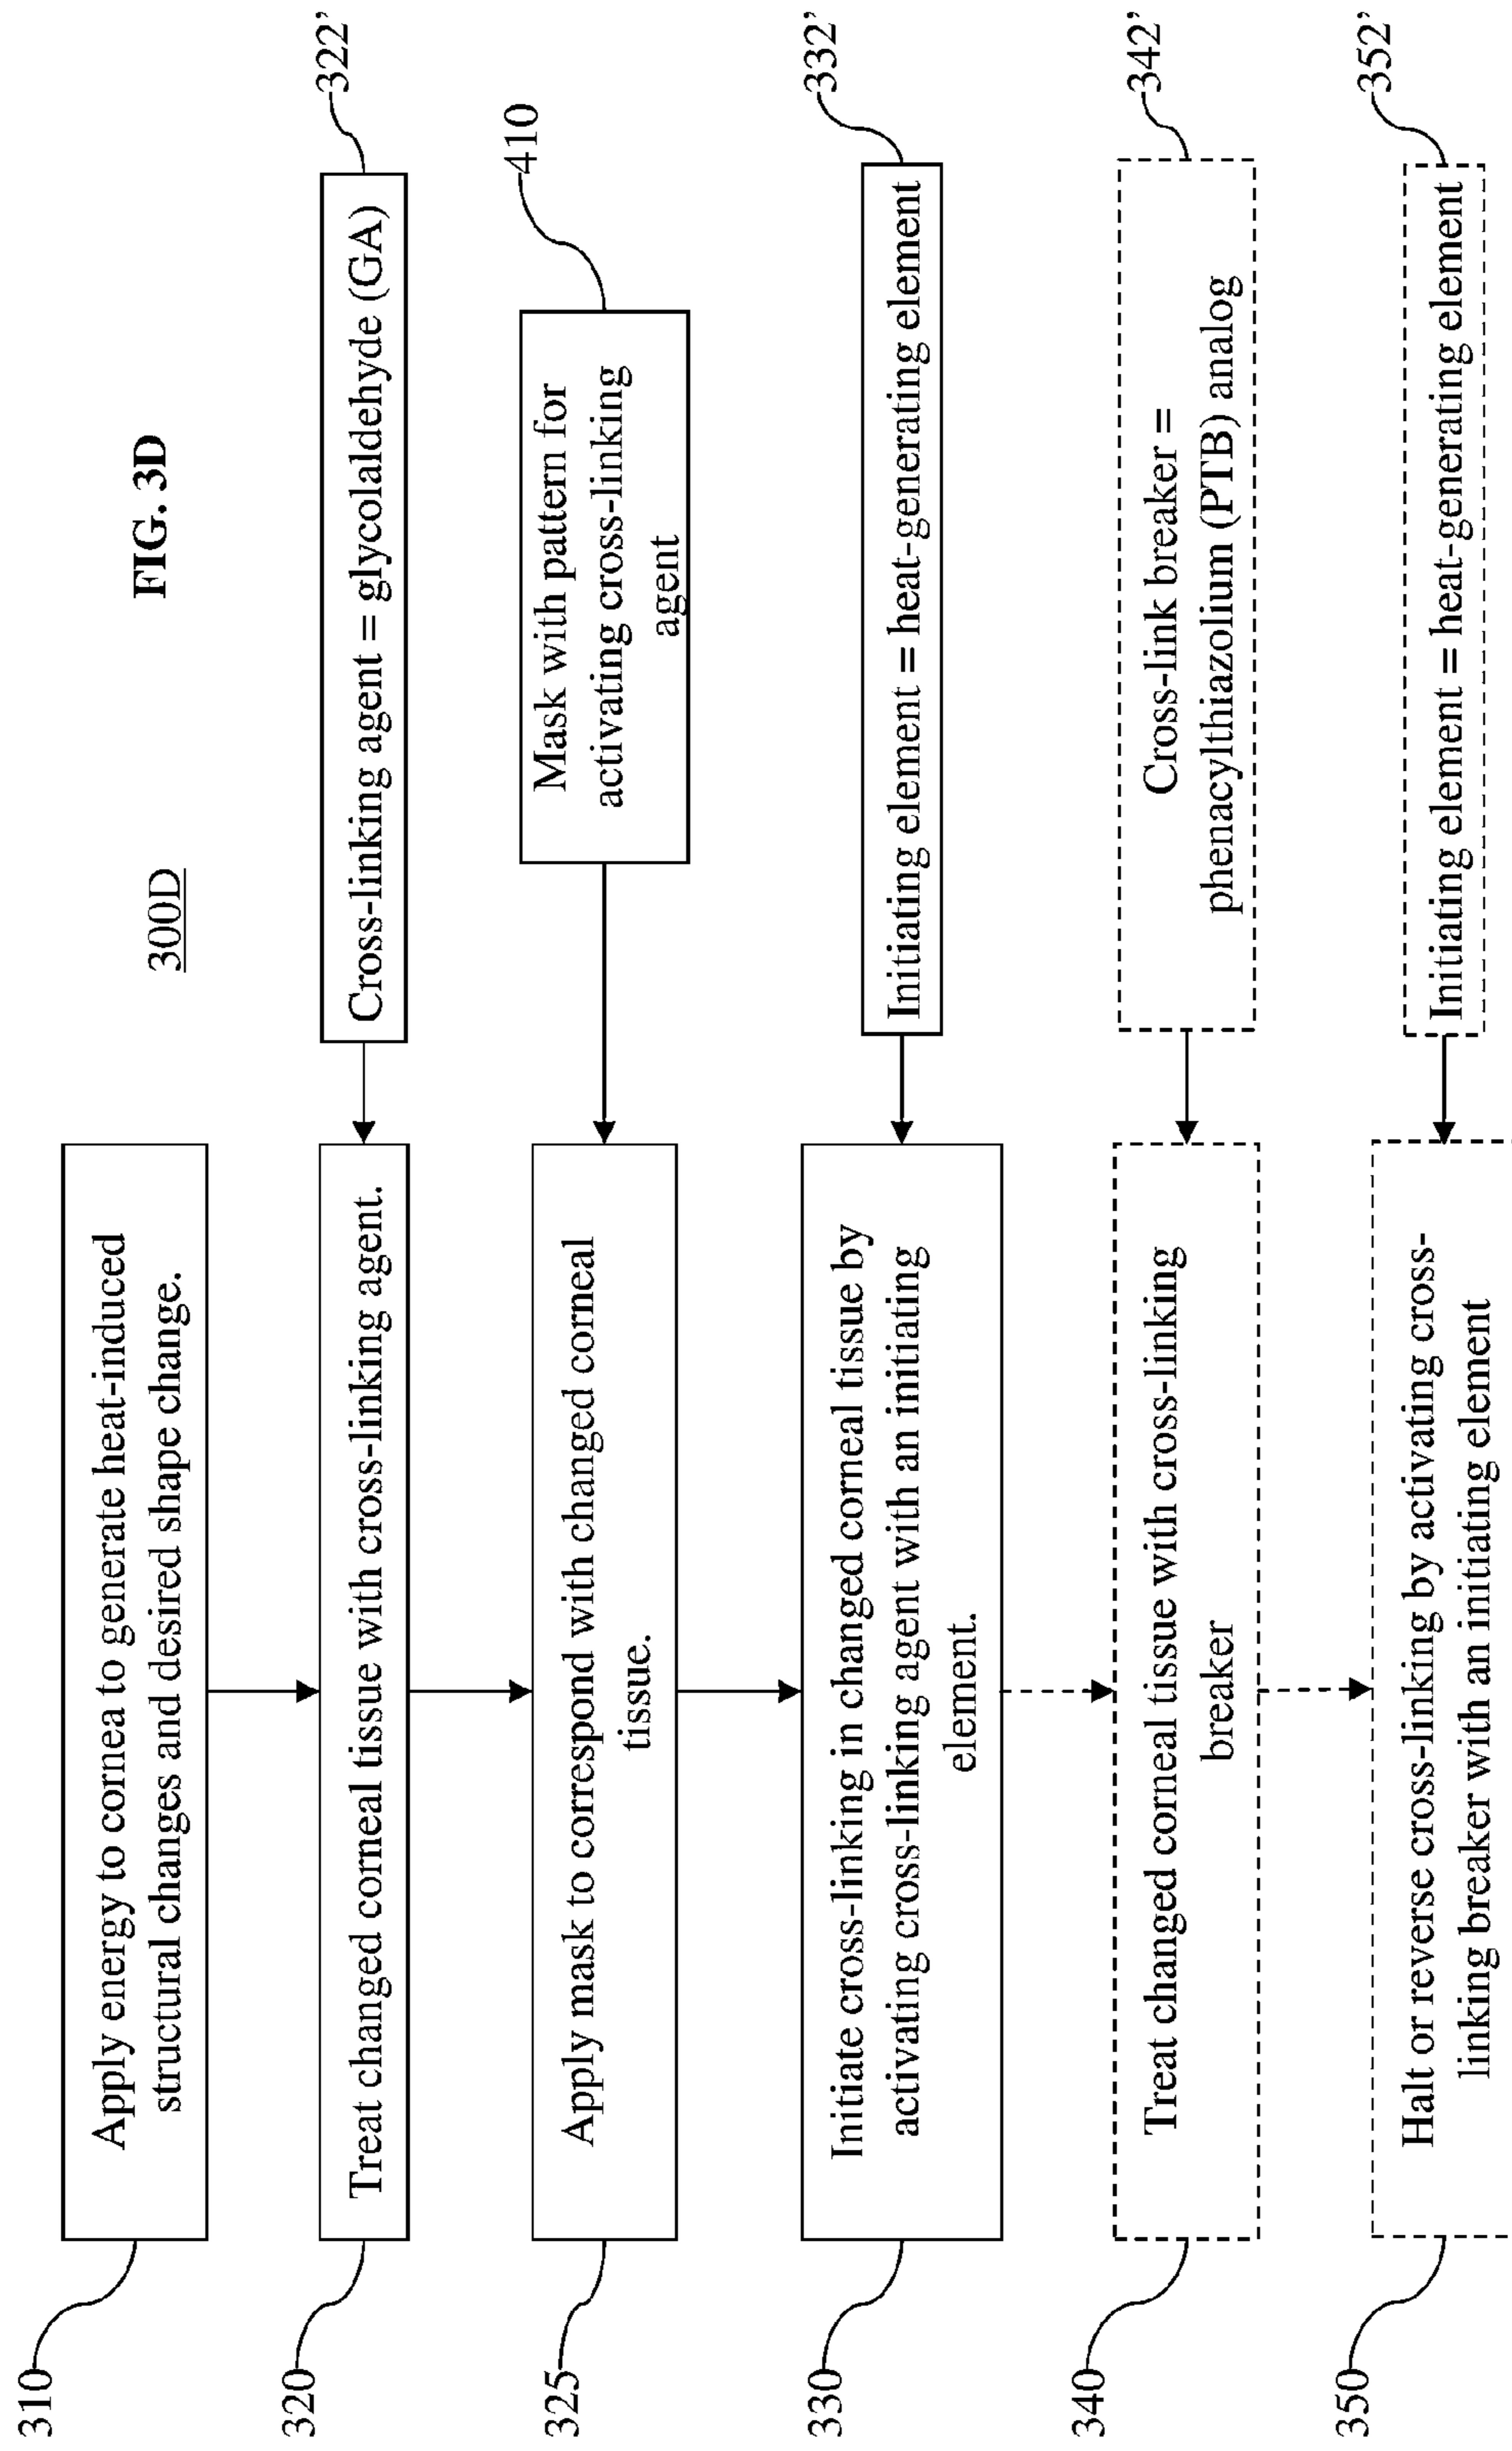 FIG. 3D
300D
310
Apply energy to cornea to generate heat-induced
structural changes and desired shape change.
320
Treat changed corneal tissue with cross-linking agent.
Cross-linking agent = glycolaldehyde (GA)
322’
325
Apply mask to correspond with changed corneal
tissue.
Mask with pattern for
activating cross-linking
agent
410
330
Initiate cross-linking in changed corneal tissue by
activating cross-linking agent with an initiating
element.
Initiating element = heat-generating element
332’
340
Treat changed corneal tissue with cross-linking
breaker
Cross-link breaker =
phenacylthiazolium (PTB) analog
342’
350
Halt or reverse cross-linking by activating cross-
linking breaker with an initiating element
Initiating element = heat-generating element
352’